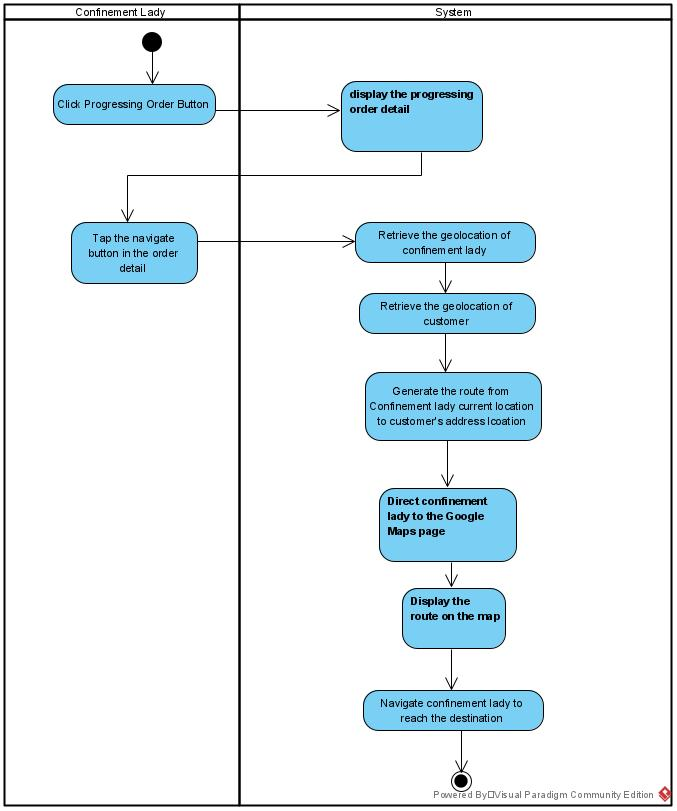 Confinement Lady
System
Click Progressing Order Button
display the progressing
order detail
Tap the navigate
button in the order
detail
Retrieve the geolocation of
confinement lady
Retrieve the geolocation of
customer
Generate the route from
Confinement lady current location
to customer's address lcoation
Direct confinement
lady to the Google
Maps page
Display the
route on the map
Navigate confinement lady to
reach the destination
Powered By□Visual Paradigm Community Edition